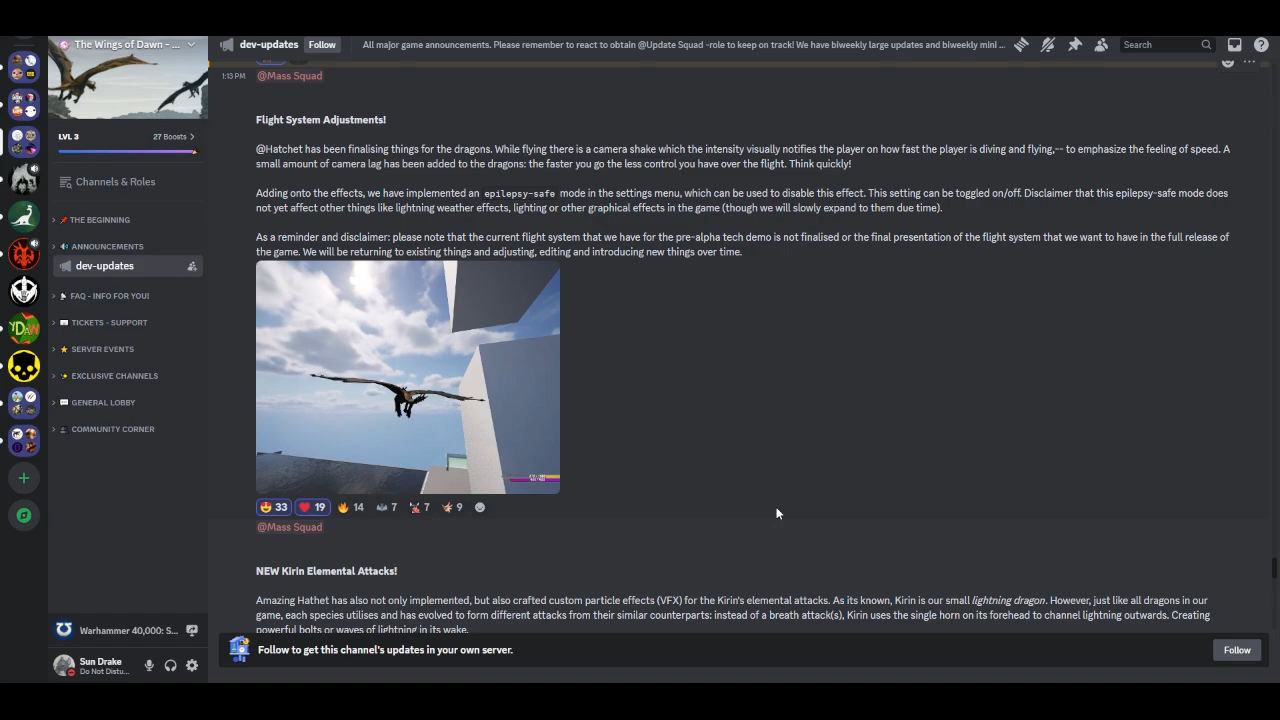 The Wings of Dawn - ...
LVL 3
27 Boosts
Channels & Roles
THE BEGINNING
ANNOUNCEMENTS
dev-updates
FAQ - INFO FOR YOU!
TICKETS - SUPPORT
SERVER EVENTS
EXCLUSIVE CHANNELS
GENERAL LOBBY
COMMUNITY CORNER
Warhammer 40,000: S...
Sun Drake
Do Not Distu...
dev-updates
Follow
All major game announcements. Please remember to react to obtain @Update Squad -role to keep on track! We have biweekly large updates and biweekly mini ...
Search
1:13 PM
@Mass Squad
Flight System Adjustments!
@Hatchet has been finalising things for the dragons. While flying there is a camera shake which the intensity visually notifies the player on how fast the player is diving and flying,-- to emphasize the feeling of speed. A
small amount of camera lag has been added to the dragons: the faster you go the less control you have over the flight. Think quickly!
Adding onto the effects, we have implemented an epilepsy-safe mode in the settings menu, which can be used to disable this effect. This setting can be toggled on/off. Disclaimer that this epilepsy-safe mode does
not yet affect other things like lightning weather effects, lighting or other graphical effects in the game (though we will slowly expand to them due time).
As a reminder and disclaimer: please note that the current flight system that we have for the pre-alpha tech demo is not finalised or the final presentation of the flight system that we want to have in the full release of
the game. We will be returning to existing things and adjusting, editing and introducing new things over time.
33
19
14
7
7
9
@Mass Squad
NEW Kirin Elemental Attacks!
Amazing Hathet has also not only implemented, but also crafted custom particle effects (VFX) for the Kirin's elemental attacks. As its known, Kirin is our small lightning dragon. However, just like all dragons in our
game, each species utilises and has evolved to form different attacks from their similar counterparts: instead of a breath attack(s), Kirin uses the single horn on its forehead to channel lightning outwards. Creating
powerful bolts or waves of lightning in its wake.
Follow to get this channel's updates in your own server.
Follow